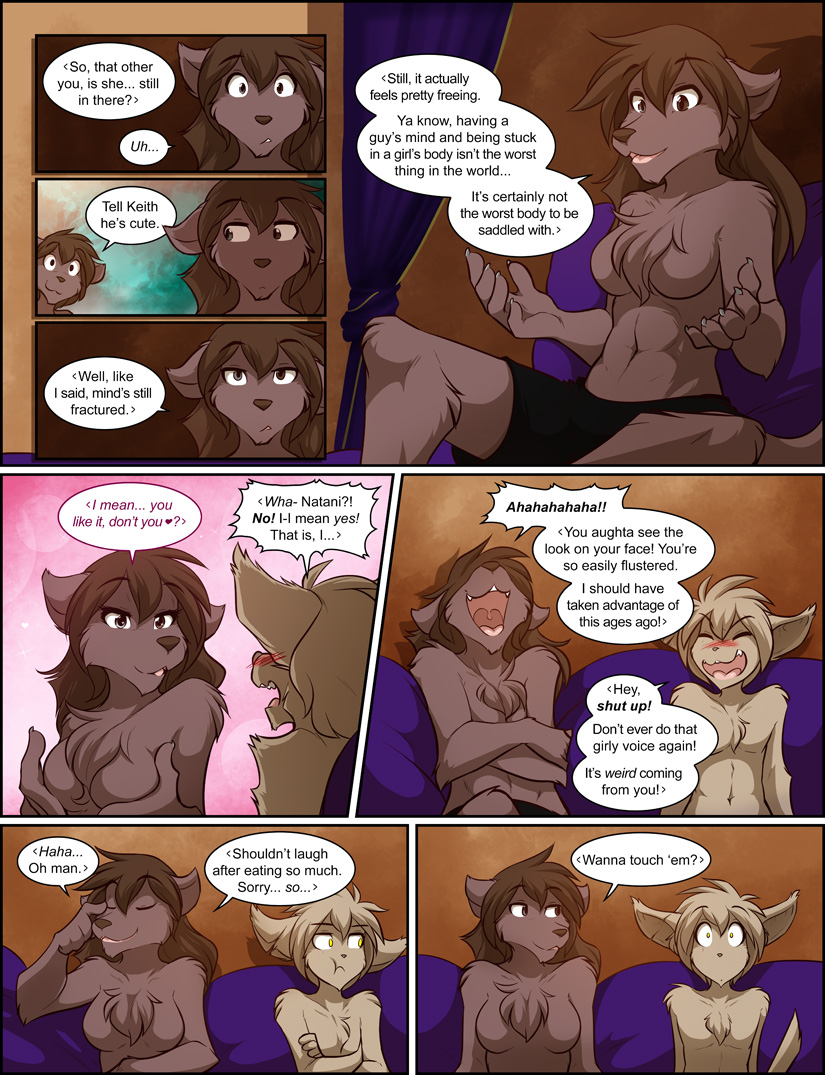 <So, that other
you, is she... still
in there?>
Uh...
Tell Keith
he's cute.
<Well, like
I said, mind's still
fractured.>
<Still, it actually
feels pretty freeing.
Ya know, having a
guy's mind and being stuck
in a girl's body isn't the worst
thing in the world...
It's certainly not
the worst body to be
saddled with.>
<I mean... you
like it, don't you ❤?>
<Wha- Natani?!
No! I-I mean yes!
That is, I...>
Ahahahahaha!!
<You aughta see the
look on your face! You're
so easily flustered.
I should have
taken advantage of
this ages ago!>
<Hey,
shut up!
Don't ever do that
girly voice again!
It's weird coming
from you!>
<Haha...
Oh man.>
<Shouldn't laugh
after eating so much.
Sorry... so...>
<Wanna touch 'em?>